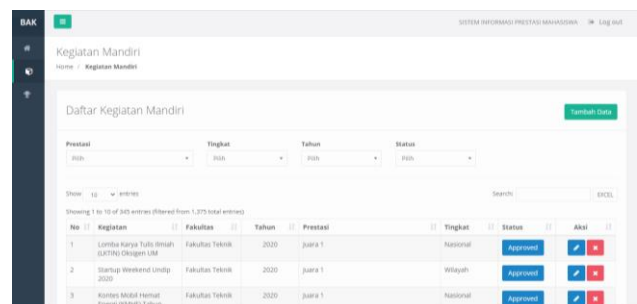 BAK
SISTEM INFORMASI PRESTASI MAHASISWA Log out
Kegiatan Mandiri
Home / Kegiatan Mandiri
Daftar Kegiatan Mandiri
Tambah Data
Prestasi Tingkat Tahun Status
Pilih Pilih Pilih Pilih
Show 10 entries
Search:
EXCEL
Showing 1 to 10 of 345 entries (filtered from 1,375 total entries)
No Kegiatan Fakultas Tahun Prestasi Tingkat Status Aksi
1 Lomba Karya Tulis Ilmiah Fakultas Teknik 2020 Juara 1 Nasional Approved
(LKTIN) Oksigen UM
2 Startup Weekend Undip Fakultas Teknik 2020 Juara 1 Wilayah Approved
2020
3 Kontes Mobil Hemat Fakultas Teknik 2020 Juara 1 Nasional Approved
Tahun